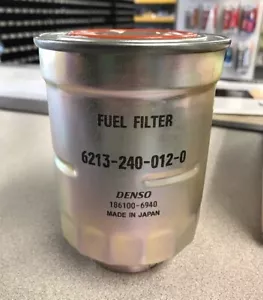 FUEL FILTER
6213-240-012-0
DENSO
186100-6940
MADE IN JAPAN